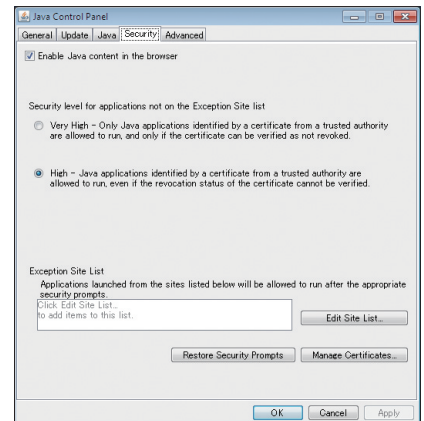 Java Control Panel
General Update Java Security Advanced
Enable Java content in the browser
Security level for applications not on the Exception Site list
Very High - Only Java applications identified by a certificate from a trusted authority
are allowed to run, and only if the certificate can be verified as not revoked.
High - Java applications identified by a certificate from a trusted authority are
allowed to run, even if the revocation status of the certificate cannot be verified.
Exception Site List
Applications launched from the sites listed below will be allowed to run after the appropriate
security prompts.
Click Edit Site List...
to add items to this list.
Edit Site List...
Restore Security Prompts Manage Certificates...
OK Cancel Apply